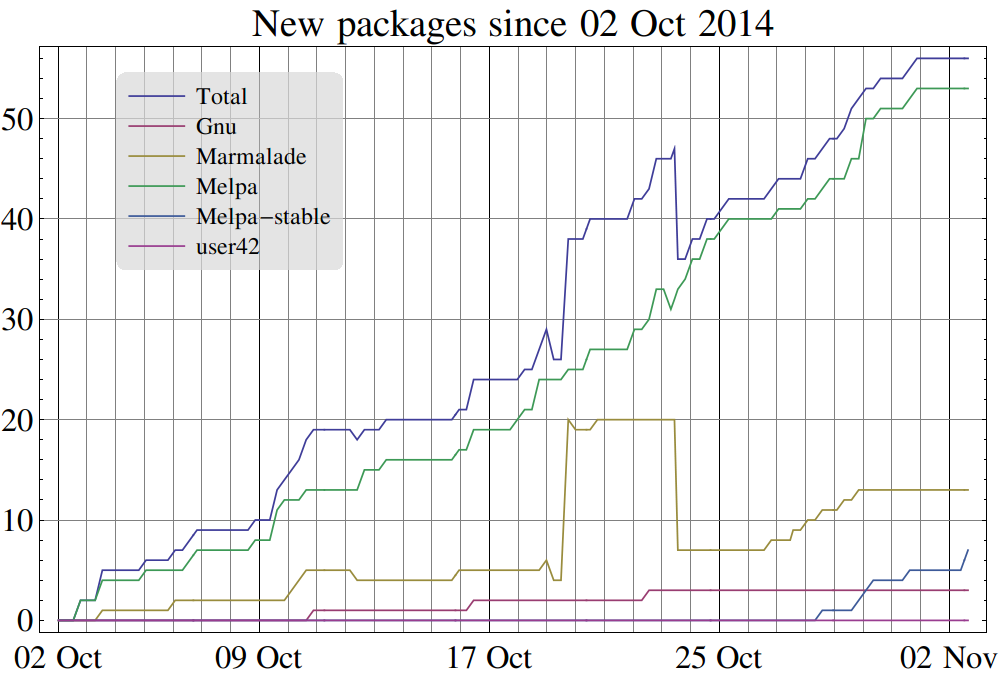 New packages since 02 Oct 2014
Total
Gnu
Marmalade
Melpa
Melpa-stable
user42
50
40
30
20
10
0
02 Oct 09 Oct 17 Oct 25 Oct 02 Nov